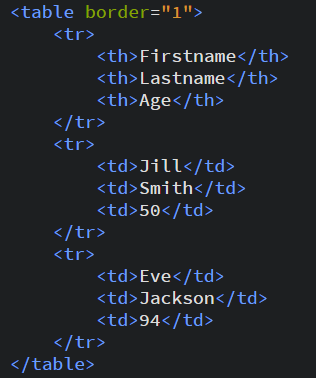 <table border="1">
    <tr>
        <th>Firstname</th>
        <th>Lastname</th>
        <th>Age</th>
    </tr>
    <tr>
        <td>Jill</td>
        <td>Smith</td>
        <td>50</td>
    </tr>
    <tr>
        <td>Eve</td>
        <td>Jackson</td>
        <td>94</td>
    </tr>
</table>